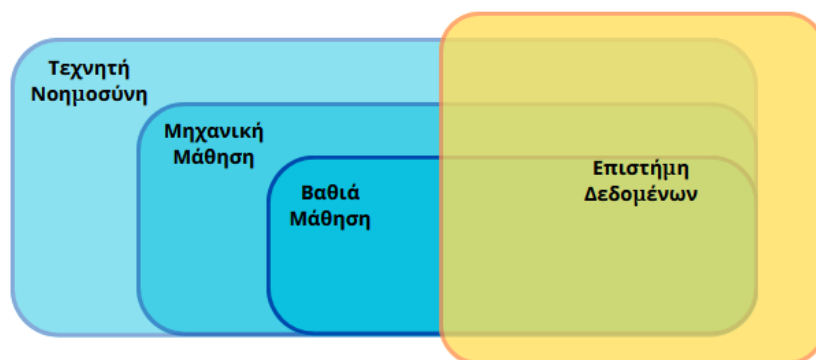 Τεχνητή
Νοημοσύνη
Μηχανική
Μάθηση
Βαθιά
Μάθηση
Επιστήμη
Δεδομένων